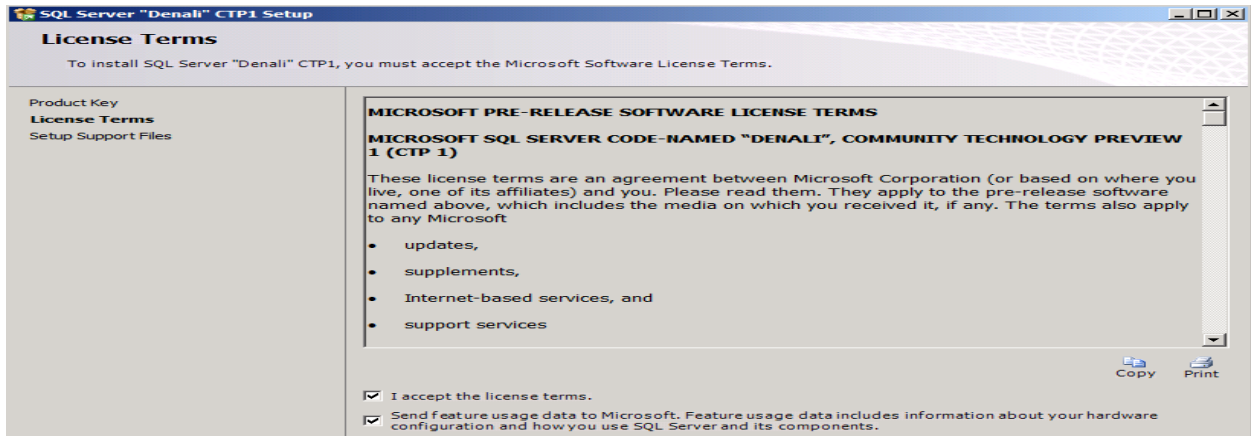 SQL Server "Denali" CTP1 Setup
License Terms
To install SQL Server "Denali" CTP1, you must accept the Microsoft Software License Terms.
Product Key
License Terms
Setup Support Files
MICROSOFT PRE-RELEASE SOFTWARE LICENSE TERMS
MICROSOFT SQL SERVER CODE-NAMED “DENALI”, COMMUNITY TECHNOLOGY PREVIEW
1 (CTP 1)
These license terms are an agreement between Microsoft Corporation (or based on where you
live, one of its affiliates) and you. Please read them. They apply to the pre-release software
named above, which includes the media on which you received it, if any. The terms also apply
to any Microsoft
• updates,
• supplements,
• Internet-based services, and
• support services
Copy Print
I accept the license terms.
Send feature usage data to Microsoft. Feature usage data includes information about your hardware
configuration and how you use SQL Server and its components.